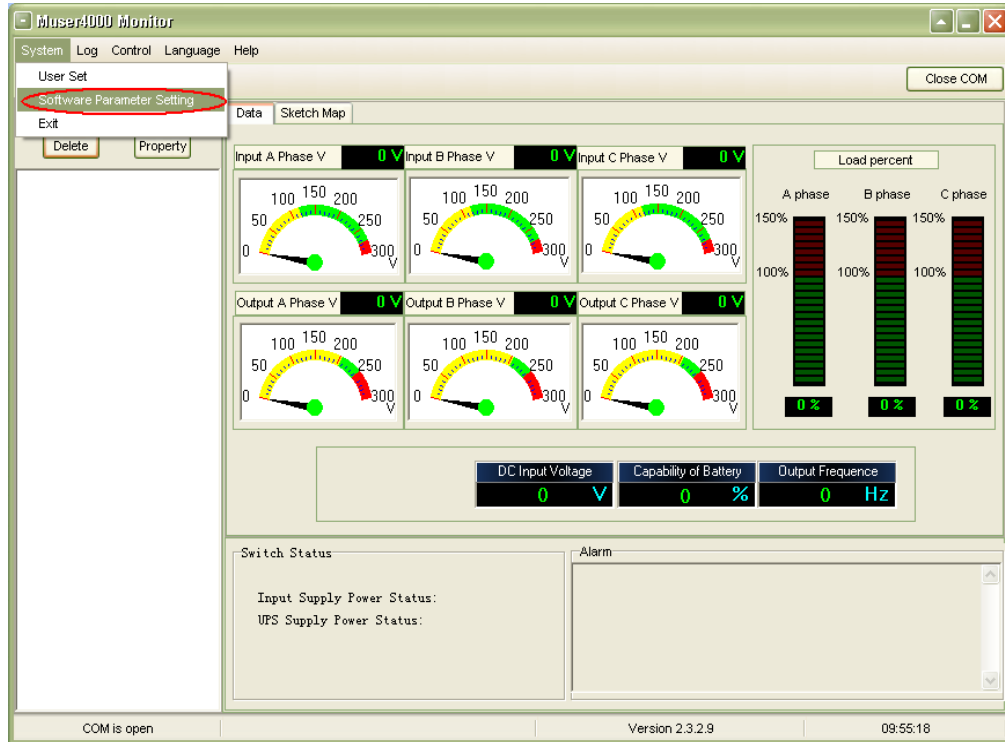 Muser4000 Monitor
System Log Control Language Help
User Set
Software Parameter Setting
Exit
Close COM
Delete Property
Data Sketch Map
Input A Phase V 0 V Input B Phase V 0 V Input C Phase V 0 V
0 50 100 150 200 250 300 V
0 50 100 150 200 250 300 V
0 50 100 150 200 250 300 V
Output A Phase V 0 V Output B Phase V 0 V Output C Phase V 0 V
0 50 100 150 200 250 300 V
0 50 100 150 200 250 300 V
0 50 100 150 200 250 300 V
Load percent
A phase B phase C phase
150% 150% 150%
100% 100% 100%
0 % 0 % 0 %
DC Input Voltage Capability of Battery Output Frequence
0 V 0 % 0 Hz
Switch Status
Input Supply Power Status:
UPS Supply Power Status:
Alarm
COM is open Version 2.3.2.9 09:55:18